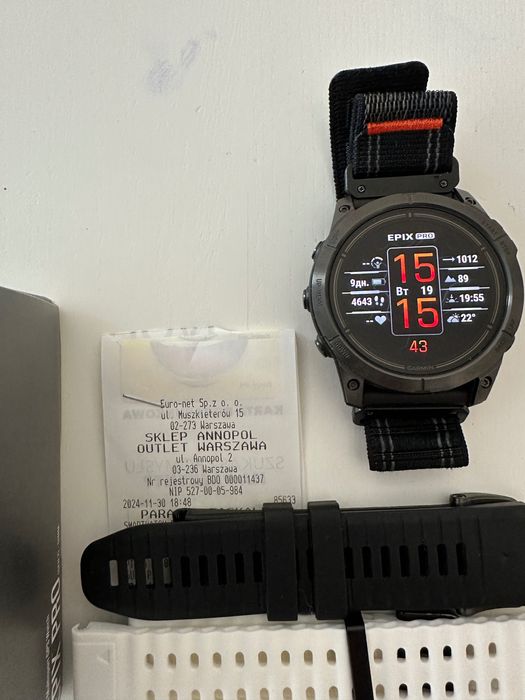 EPIX PRO
-- 
1012
15
9дн.
89
Вт 19
4643
19:55
15
--
22°
43
GARMIN
Euro-net Sp.z o. o.
ul. Muszkieterów 15
02-273 Warszawa
SKLEP ANNOPOL
OUTLET WARSZAWA
ul. Annopol 2
03-236 Warszawa
Nr rejestrowy BDO 000011437
NIP 527-00-05-984
2024-11-30 18:48 85633
PRO